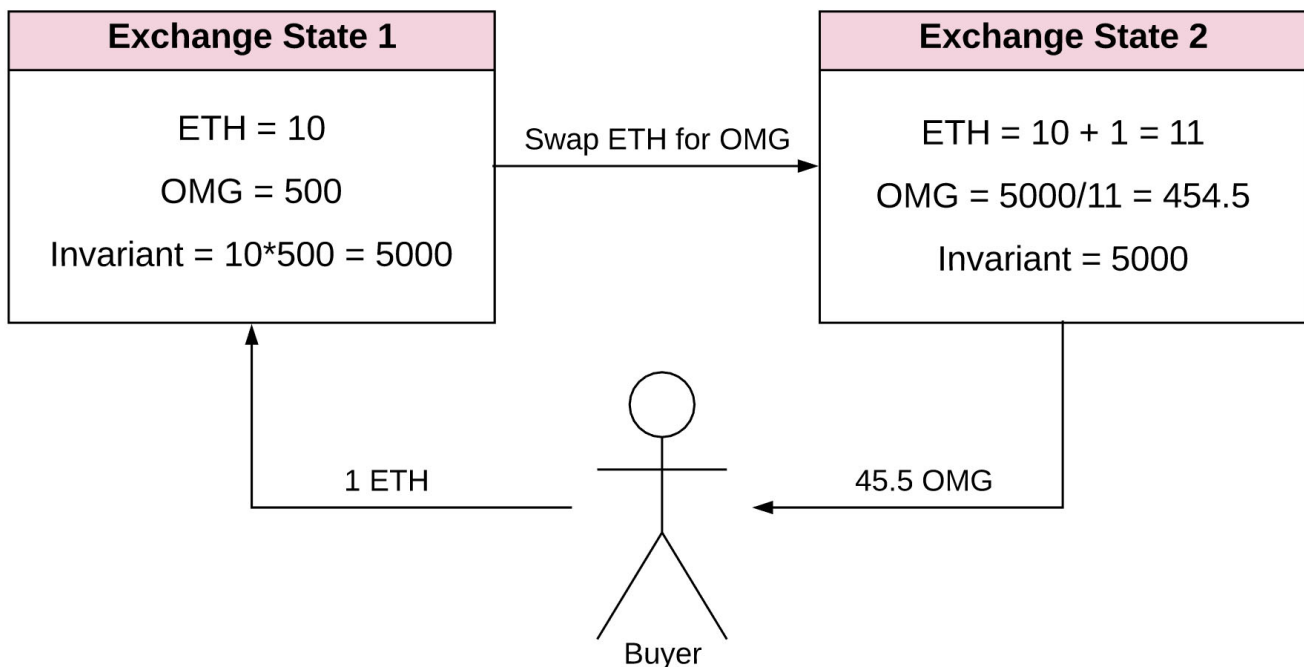 Exchange State 1
ETH = 10
OMG = 500
Invariant = 10*500 = 5000
Swap ETH for OMG
Exchange State 2
ETH = 10 + 1 = 11
OMG = 5000/11 = 454.5
Invariant = 5000
1 ETH
45.5 OMG
Buyer